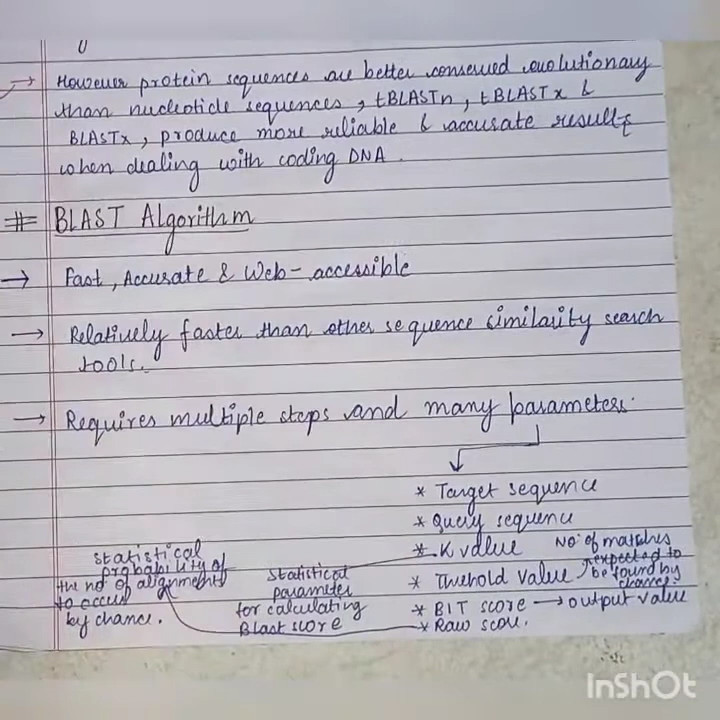 → However protein sequences are better conserved evolutionary
than nucleotide sequences, tBLASTn, tBLASTx &
BLASTx, produce more reliable & accurate results
when dealing with coding DNA.
# BLAST Algorithm
→ Fast, Accurate & Web-accessible
→ Relatively faster than other sequence similarity search
tools.
→ Requires multiple steps and many parameters.
* Target sequence
* Query sequence
* K value
* Threhold value
No. of matches
expected to
be found by
chance
* BIT score → output value
* Raw score.
Statistical
parameter
for calculating
Blast score
Statistical
probability of
the no of alignments
to occur
by chance.
InShOt